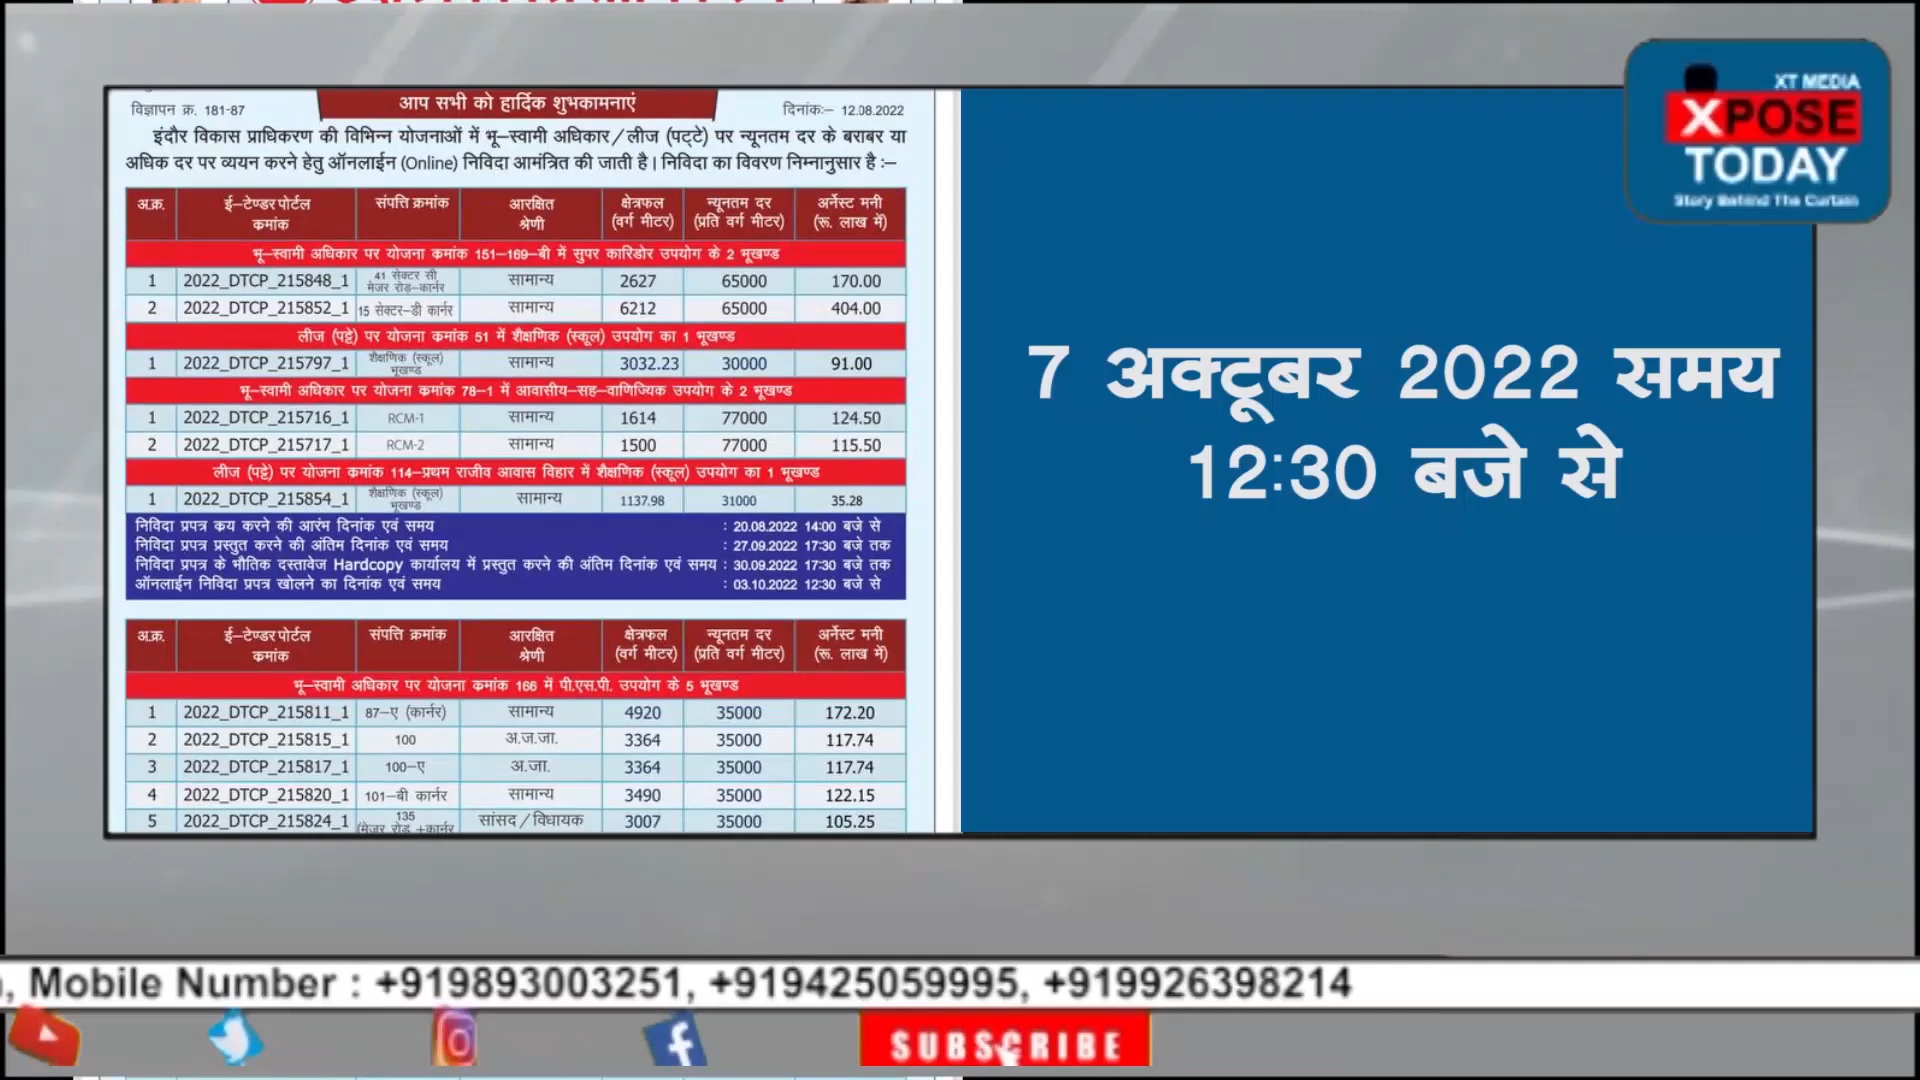 विज्ञापन क्र. 181-87
आप सभी को हार्दिक शुभकामनाएं
दिनांकः– 12.08.2022
इंदौर विकास प्राधिकरण की विभिन्न योजनाओं में भू–स्वामी अधिकार/लीज (पट्टे) पर न्यूनतम दर के बराबर या
अधिक दर पर व्ययन करने हेतु ऑनलाईन (Online) निविदा आमंत्रित की जाती है। निविदा का विवरण निम्नानुसार है :–
अ.क्र. ई–टेण्डर पोर्टल क्रमांक संपत्ति क्रमांक आरक्षित श्रेणी क्षेत्रफल (वर्ग मीटर) न्यूनतम दर (प्रति वर्ग मीटर) अर्नेस्ट मनी (रू. लाख में)
भू–स्वामी अधिकार पर योजना क्रमांक 151–169–बी में सुपर कारिडोर उपयोग के 2 भूखण्ड
1 2022_DTCP_215848_1 41 सेक्टर सी मेजर रोड़–कार्नर सामान्य 2627 65000 170.00
2 2022_DTCP_215852_1 15 सेक्टर–डी कार्नर सामान्य 6212 65000 404.00
लीज (पट्टे) पर योजना क्रमांक 51 में शैक्षणिक (स्कूल) उपयोग का 1 भूखण्ड
1 2022_DTCP_215797_1 शैक्षणिक (स्कूल) भूखण्ड सामान्य 3032.23 30000 91.00
भू–स्वामी अधिकार पर योजना क्रमांक 78–1 में आवासीय–सह–वाणिज्यिक उपयोग के 2 भूखण्ड
1 2022_DTCP_215716_1 RCM-1 सामान्य 1614 77000 124.50
2 2022_DTCP_215717_1 RCM-2 सामान्य 1500 77000 115.50
लीज (पट्टे) पर योजना क्रमांक 114–प्रथम राजीव आवास विहार में शैक्षणिक (स्कूल) उपयोग का 1 भूखण्ड
1 2022_DTCP_215854_1 शैक्षणिक (स्कूल) भूखण्ड सामान्य 1137.98 31000 35.28
निविदा प्रपत्र क्रय करने की आरंभ दिनांक एवं समय : 20.08.2022 14:00 बजे से
निविदा प्रपत्र प्रस्तुत करने की अंतिम दिनांक एवं समय : 27.09.2022 17:30 बजे तक
निविदा प्रपत्र के भौतिक दस्तावेज Hardcopy कार्यालय में प्रस्तुत करने की अंतिम दिनांक एवं समय : 30.09.2022 17:30 बजे तक
ऑनलाईन निविदा प्रपत्र खोलने का दिनांक एवं समय : 03.10.2022 12:30 बजे से
अ.क्र. ई–टेण्डर पोर्टल क्रमांक संपत्ति क्रमांक आरक्षित श्रेणी क्षेत्रफल (वर्ग मीटर) न्यूनतम दर (प्रति वर्ग मीटर) अर्नेस्ट मनी (रू. लाख में)
भू–स्वामी अधिकार पर योजना क्रमांक 166 में पी.एस.पी. उपयोग के 5 भूखण्ड
1 2022_DTCP_215811_1 87–ए (कार्नर) सामान्य 4920 35000 172.20
2 2022_DTCP_215815_1 100 अ.ज.जा. 3364 35000 117.74
3 2022_DTCP_215817_1 100–ए अ.जा. 3364 35000 117.74
4 2022_DTCP_215820_1 101–बी कार्नर सामान्य 3490 35000 122.15
5 2022_DTCP_215824_1 135 (मेजर रोड़ +कार्नर सांसद/विधायक 3007 35000 105.25
7 अक्टूबर 2022 समय
12:30 बजे से
XT MEDIA
XPOSE
TODAY
Story Behind The Curtain
, Mobile Number : +919893003251, +919425059995, +919926398214
SUBSCRIBE